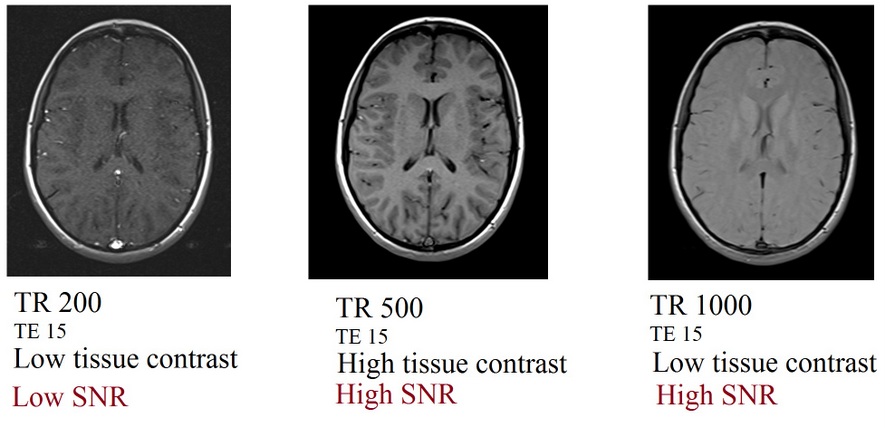 TR 200
TE 15
Low tissue contrast
Low SNR
TR 500
TE 15
High tissue contrast
High SNR
TR 1000
TE 15
Low tissue contrast
High SNR